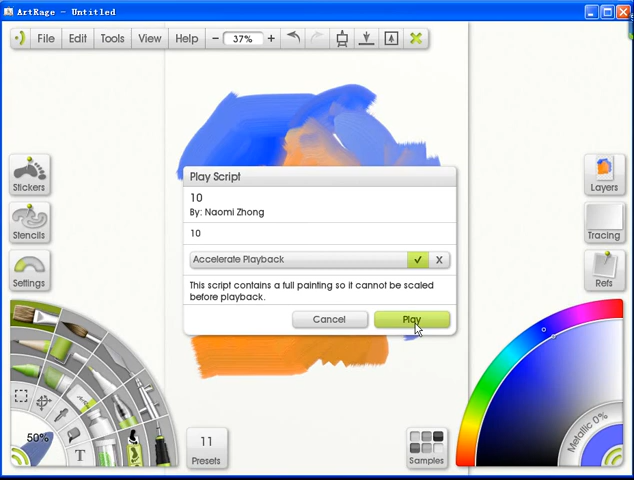 ArtRage - Untitled
File Edit Tools View Help − 37% +
Play Script
10
By: Naomi Zhong
10
Accelerate Playback X
This script contains a full painting so it cannot be scaled
before playback.
Cancel Play
Stickers
Stencils
Settings
Layers
Tracing
Refs
50%
T
11
Presets
Samples
Metallic 0%